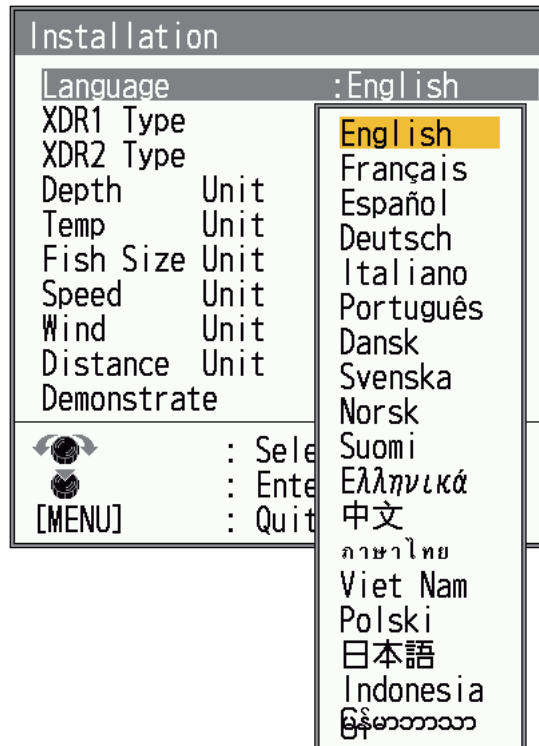 Installation
Language :English
XDR1 Type
XDR2 Type
Depth Unit
Temp Unit
Fish Size Unit
Speed Unit
Wind Unit
Distance Unit
Demonstrate
: Sele
: Ente
[MENU] : Quit
English
Français
Español
Deutsch
Italiano
Português
Dansk
Svenska
Norsk
Suomi
Ελληνικά
中文
ภาษาไทย
Viet Nam
Polski
日本語
Indonesia
မြန်မာဘာသာ